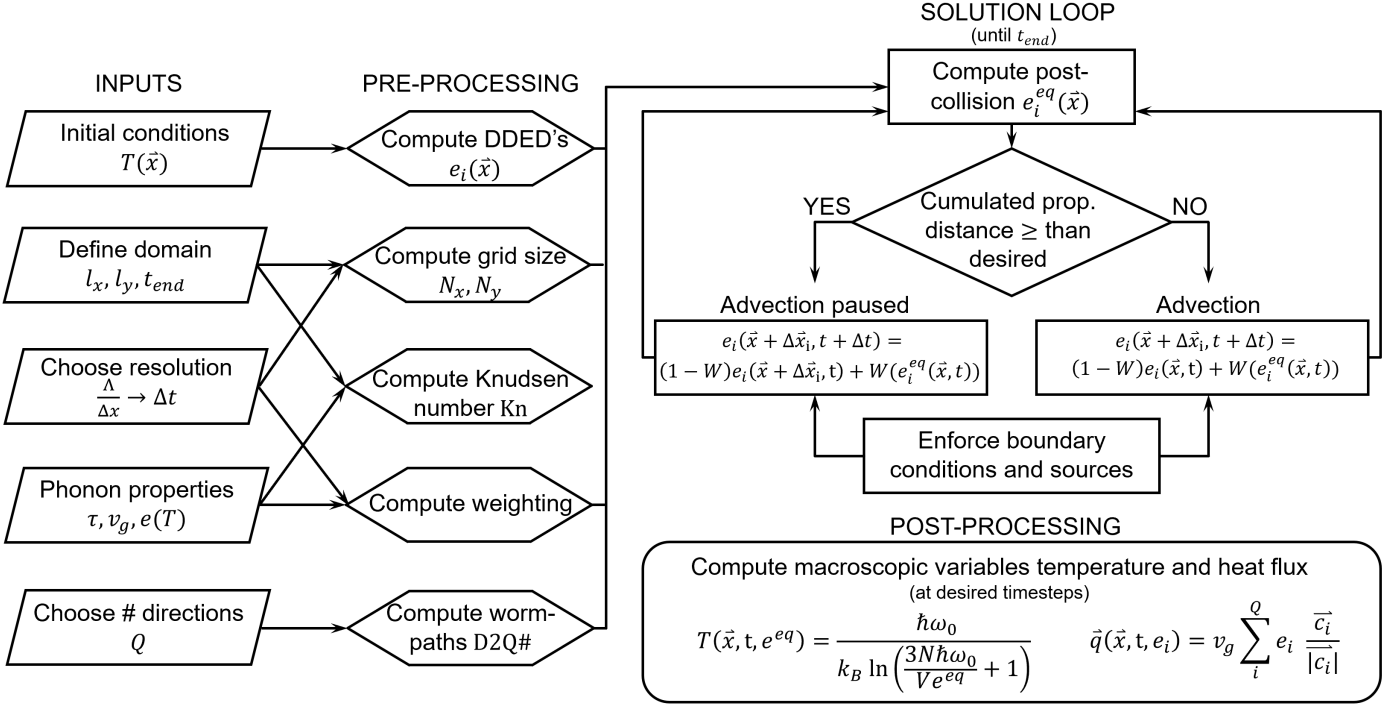 INPUTS
Initial conditions
T(x⃗)
Define domain
lₓ, l_y, t_end
Choose resolution
Λ/Δx → Δt
Phonon properties
τ, v_g, e(T)
Choose # directions
Q
PRE-PROCESSING
Compute DDED's
e_i(x⃗)
Compute grid size
Nₓ, N_y
Compute Knudsen
number Kn
Compute weighting
Compute worm-
paths D2Q#
SOLUTION LOOP
(until t_end)
Compute post-
collision e_i^eq(x⃗)
Cumulated prop.
distance ≥ than
desired
YES
NO
Advection paused
e_i(x⃗ + Δx⃗_i, t + Δt) =
(1 − W)e_i(x⃗ + Δx⃗_i, t) + W(e_i^eq(x⃗, t))
Advection
e_i(x⃗ + Δx⃗_i, t + Δt) =
(1 − W)e_i(x⃗, t) + W(e_i^eq(x⃗, t))
Enforce boundary
conditions and sources
POST-PROCESSING
Compute macroscopic variables temperature and heat flux
(at desired timesteps)
T(x⃗, t, e^eq) = ħω₀ / (k_B ln(3Nħω₀ / Ve^eq + 1))
q⃗(x⃗, t, e_i) = v_g ∑_i^Q e_i c⃗_i / |c⃗_i|